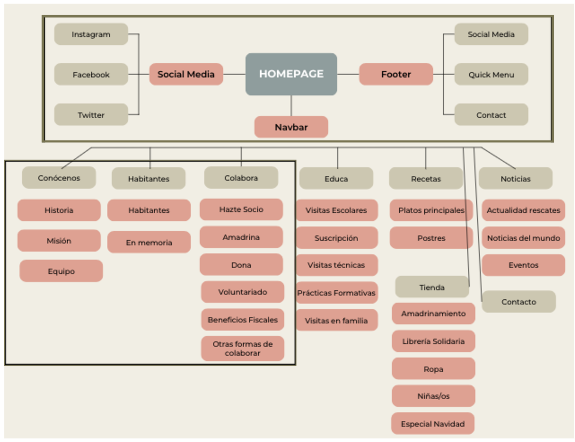 Instagram
Facebook
Twitter
Social Media
HOMEPAGE
Navbar
Footer
Social Media
Quick Menu
Contact
Conócenos
Historia
Misión
Equipo
Habitantes
Habitantes
En memoria
Colabora
Hazte Socio
Amadrina
Dona
Voluntariado
Beneficios Fiscales
Otras formas de
colaborar
Educa
Visitas Escolares
Suscripción
Visitas técnicas
Prácticas Formativas
Visitas en familia
Recetas
Platos principales
Postres
Tienda
Amadrinamiento
Librería Solidaria
Ropa
Niñas/os
Especial Navidad
Noticias
Actualidad rescates
Noticias del mundo
Eventos
Contacto